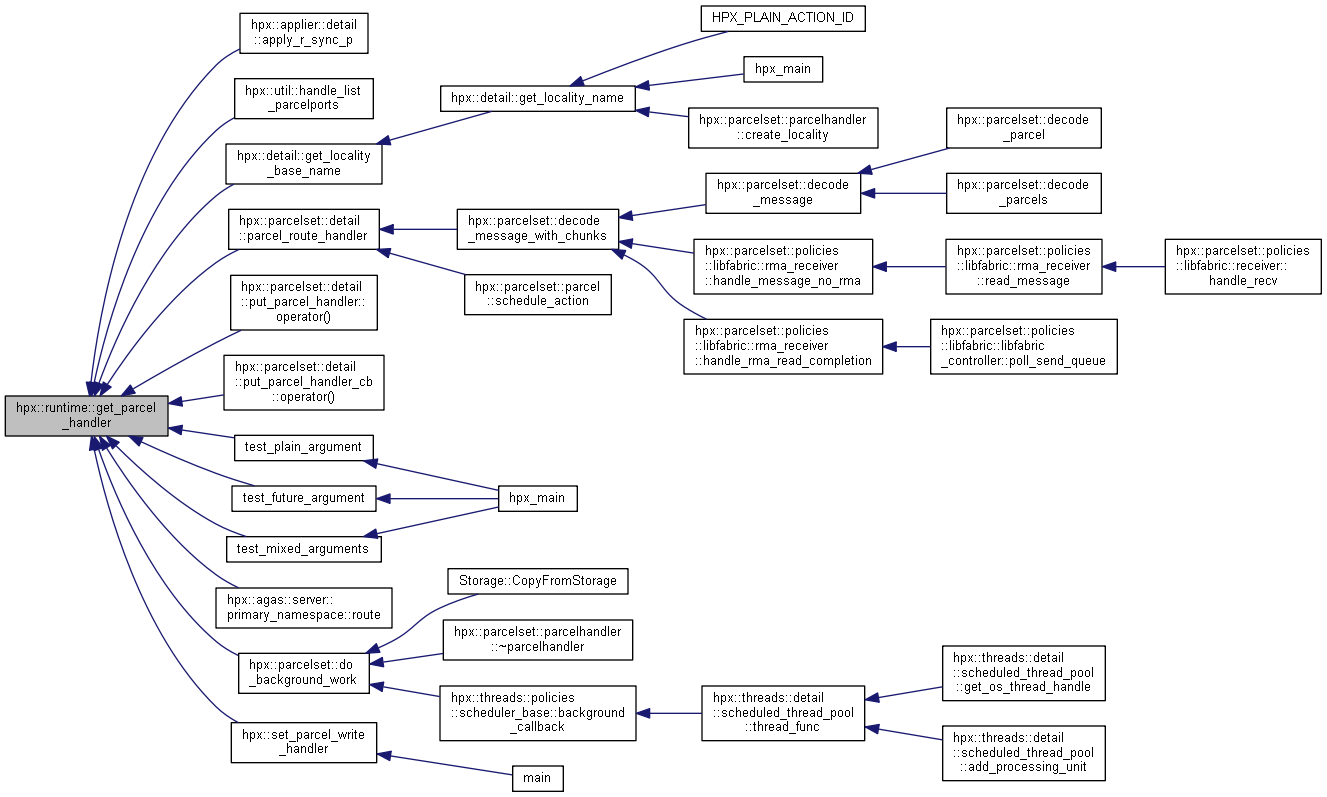 hpx::runtime::get_parcel
_handler
hpx::applier::detail
::apply_r_sync_p
hpx::util::handle_list
_parcelports
hpx::detail::get_locality
_base_name
hpx::parcelset::detail
::parcel_route_handler
hpx::parcelset::detail
::put_parcel_handler::
operator()
hpx::parcelset::detail
::put_parcel_handler_cb
::operator()
test_plain_argument
test_future_argument
test_mixed_arguments
hpx::agas::server::
primary_namespace::route
hpx::parcelset::do
_background_work
hpx::set_parcel_write
_handler
hpx::detail::get_locality_name
HPX_PLAIN_ACTION_ID
hpx_main
hpx::parcelset::parcelhandler
::create_locality
hpx::parcelset::decode
_message_with_chunks
hpx::parcelset::parcel
::schedule_action
hpx::parcelset::decode
_message
hpx::parcelset::decode
_parcel
hpx::parcelset::decode
_parcels
hpx::parcelset::policies
::libfabric::rma_receiver
::handle_message_no_rma
hpx::parcelset::policies
::libfabric::rma_receiver
::read_message
hpx::parcelset::policies
::libfabric::receiver::
handle_recv
hpx::parcelset::policies
::libfabric::rma_receiver
::handle_rma_read_completion
hpx::parcelset::policies
::libfabric::libfabric
_controller::poll_send_queue
hpx_main
Storage::CopyFromStorage
hpx::parcelset::parcelhandler
::~parcelhandler
hpx::threads::policies
::scheduler_base::background
_callback
hpx::threads::detail
::scheduled_thread_pool
::thread_func
hpx::threads::detail
::scheduled_thread_pool
::get_os_thread_handle
hpx::threads::detail
::scheduled_thread_pool
::add_processing_unit
main